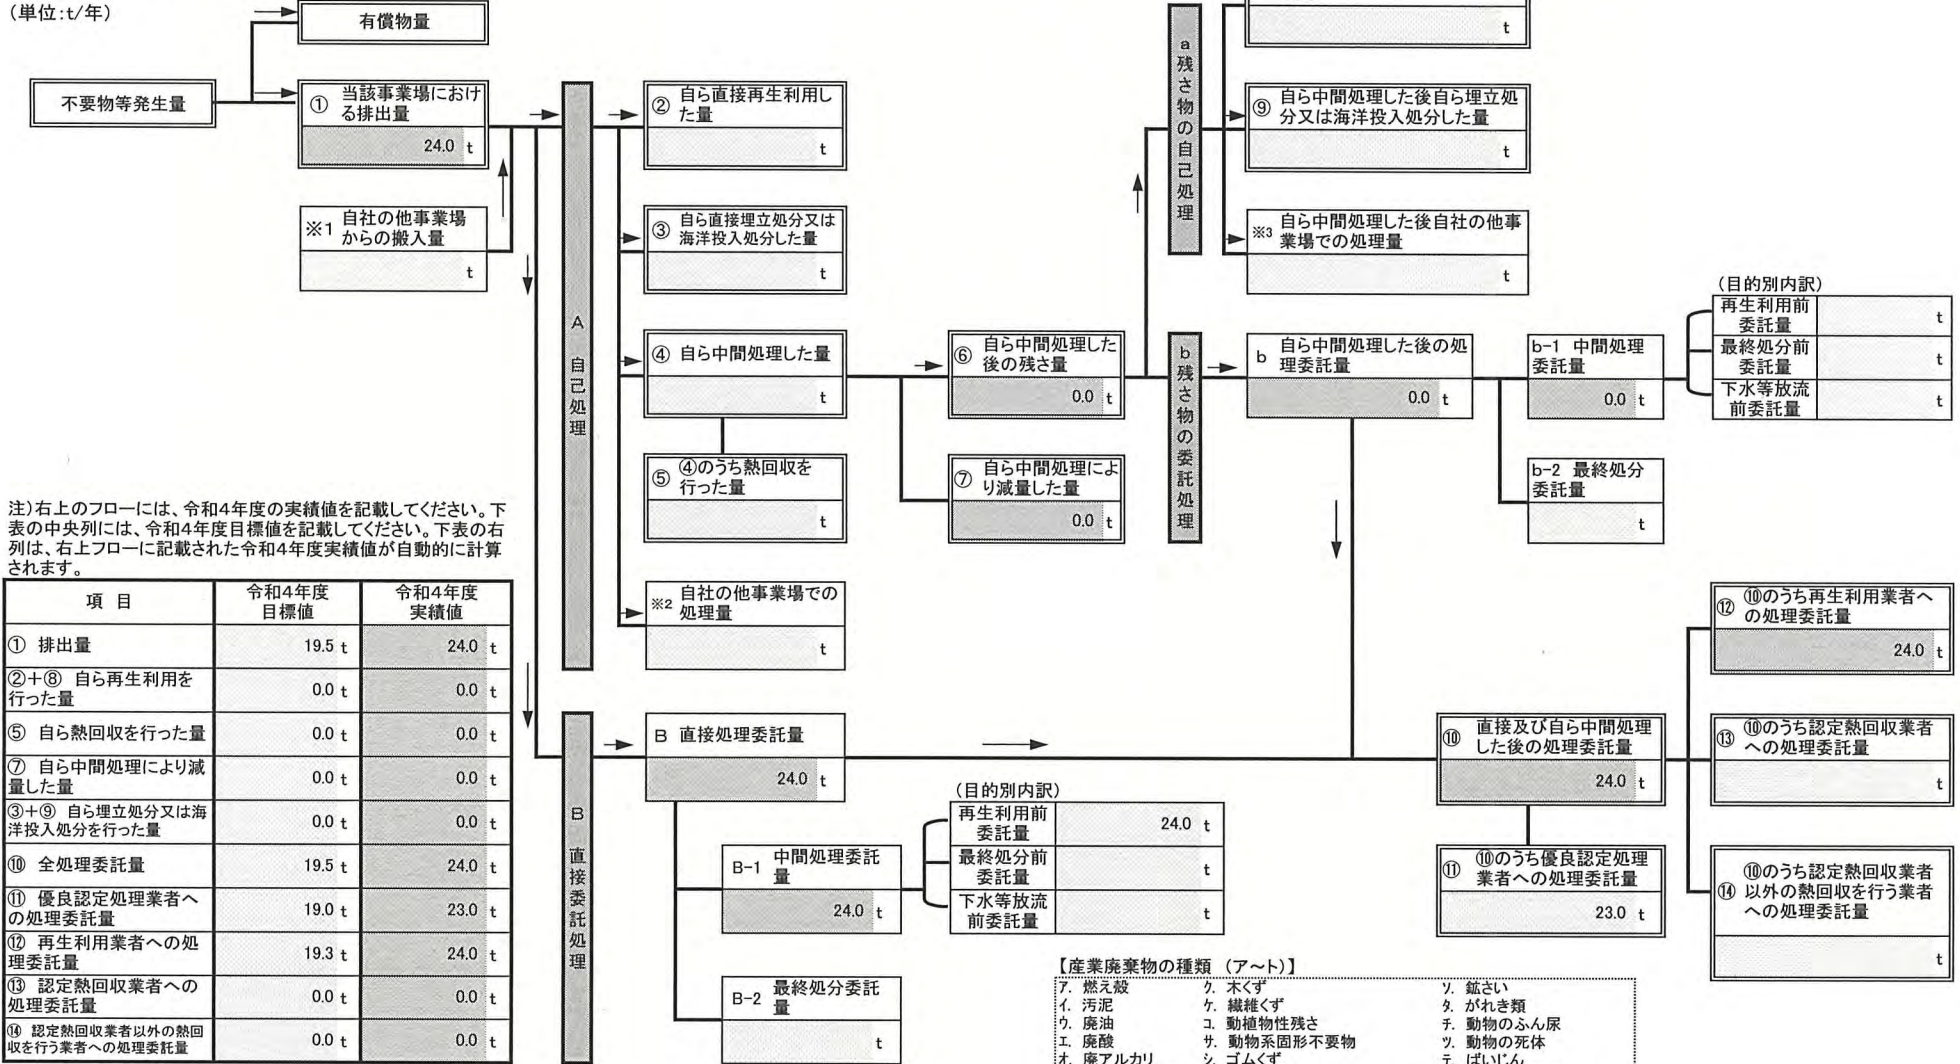 (単位:t/年)
有償物量
不要物等発生量
① 当該事業場におけ
る排出量
24.0 t
※1 自社の他事業場
からの搬入量
t
A 自己処理
② 自ら直接再生利用し
た量
t
③ 自ら直接埋立処分又は
海洋投入処分した量
t
④ 自ら中間処理した量
t
⑤ ④のうち熱回収を
行った量
t
※2 自社の他事業場での
処理量
t
⑥ 自ら中間処理した
後の残さ量
0.0 t
⑦ 自ら中間処理によ
り減量した量
0.0 t
a残さ物の自己処理
t
⑨ 自ら中間処理した後自ら埋立処
分又は海洋投入処分した量
t
※3 自ら中間処理した後自社の他事
業場での処理量
t
b残さ物の委託処理
b 自ら中間処理した後の処
理委託量
0.0 t
b-1 中間処理
委託量
0.0 t
b-2 最終処分
委託量
t
(目的別内訳)
再生利用前
委託量
t
最終処分前
委託量
t
下水等放流
前委託量
t
注)右上のフローには、令和4年度の実績値を記載してください。下
表の中央列には、令和4年度目標値を記載してください。下表の右
列は、右上フローに記載された令和4年度実績値が自動的に計算
されます。
項 目
令和4年度
目標値
令和4年度
実績値
① 排出量 19.5 t 24.0 t
②+⑧ 自ら再生利用を
行った量
0.0 t 0.0 t
⑤ 自ら熱回収を行った量 0.0 t 0.0 t
⑦ 自ら中間処理により減
量した量
0.0 t 0.0 t
③+⑨ 自ら埋立処分又は海
洋投入処分を行った量
0.0 t 0.0 t
⑩ 全処理委託量 19.5 t 24.0 t
⑪ 優良認定処理業者へ
の処理委託量
19.0 t 23.0 t
⑫ 再生利用業者への処
理委託量
19.3 t 24.0 t
⑬ 認定熱回収業者への
処理委託量
0.0 t 0.0 t
⑭ 認定熱回収業者以外の熱回
収を行う業者への処理委託量
0.0 t 0.0 t
B 直接委託処理
B 直接処理委託量
24.0 t
B-1 中間処理委託
量
24.0 t
B-2 最終処分委託
量
t
(目的別内訳)
再生利用前
委託量
24.0 t
最終処分前
委託量
t
下水等放流
前委託量
t
⑩ 直接及び自ら中間処理
した後の処理委託量
24.0 t
⑪ ⑩のうち優良認定処理
業者への処理委託量
23.0 t
⑫ ⑩のうち再生利用業者へ
の処理委託量
24.0 t
⑬ ⑩のうち認定熱回収業者
への処理委託量
t
⑭ ⑩のうち認定熱回収業者
以外の熱回収を行う業者
への処理委託量
t
【産業廃棄物の種類 (ア～ト)】
ア. 燃え殻 ク. 木くず ソ. 鉱さい
イ. 汚泥 ケ. 繊維くず タ. がれき類
ウ. 廃油 コ. 動植物性残さ チ. 動物のふん尿
エ. 廃酸 サ. 動物系固形不要物 ツ. 動物の死体
オ. 廃アルカリ シ. ゴムくず テ. ばいじん